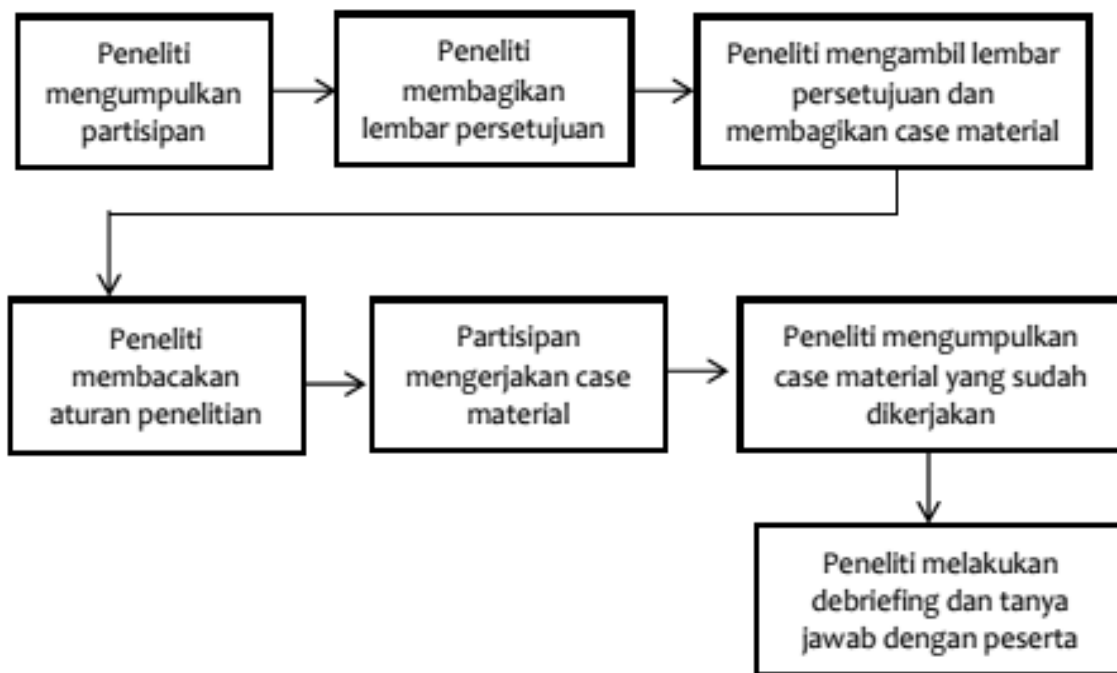 Peneliti
mengumpulkan
partisipan
Peneliti
membagikan
lembar persetujuan
Peneliti mengambil lembar
persetujuan dan
membagikan case material
Peneliti
membacakan
aturan penelitian
Partisipan
mengerjakan case
material
Peneliti mengumpulkan
case material yang sudah
dikerjakan
Peneliti melakukan
debriefing dan tanya
jawab dengan peserta